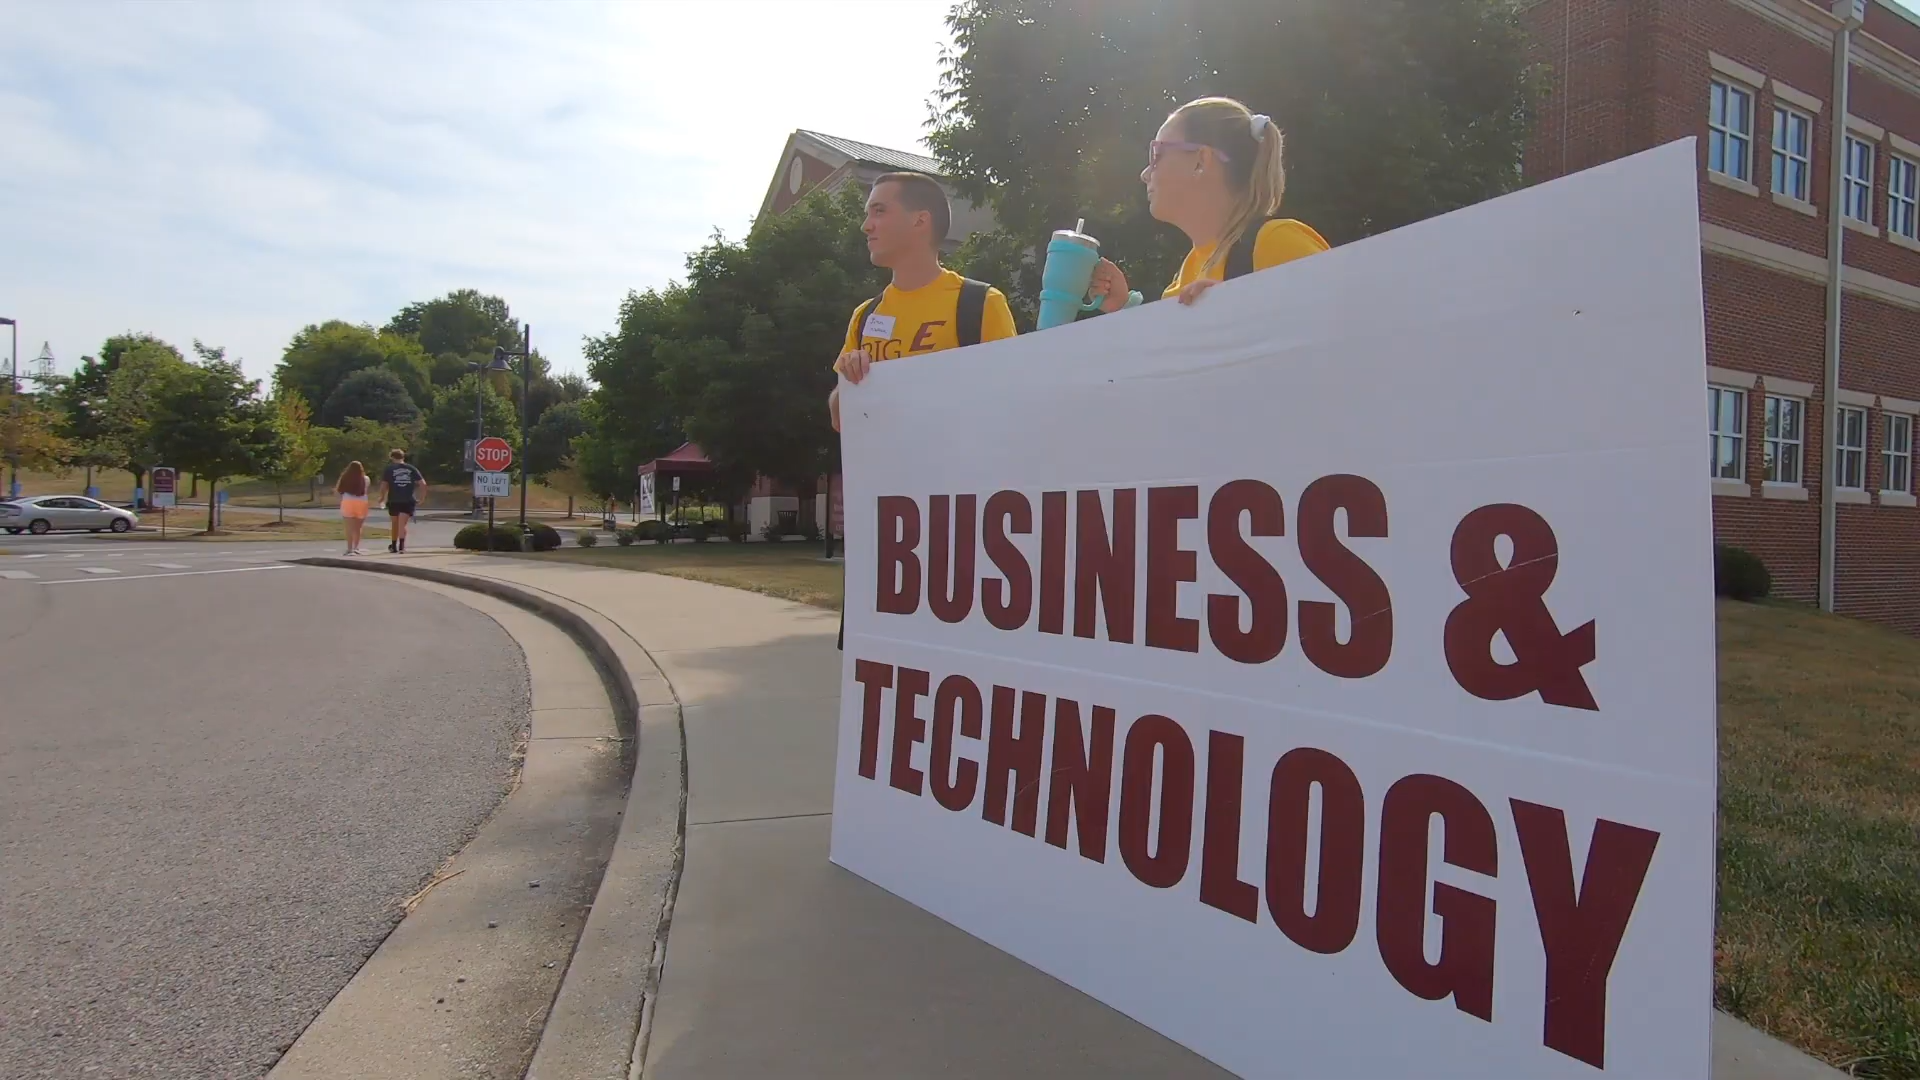 BUSINESS &
TECHNOLOGY
STOP
NO LEFT
TURN
BIG E